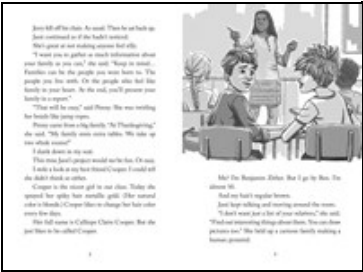 Jerry fell off his chair. As usual. Then he sat back up.
Jarri continued as if she hadn't noticed.
She's great at not making anyone feel silly.
"I want you to gather as much information about
your family as you can," she said. "Keep in mind
Families can be the people you were born to. The
people you live with. Or the people who feel like
family in your heart. At the end, you'll present your
family in a report."
"That will be easy," said Penny. She was twirling
her braids like jump ropes.
Penny came from a big family. "At Thanksgiving,"
she said. "My family rents extra tables. We take up
two whole rooms!"
I slunk down in my seat.
This time project would not be fun. Or easy.
I stole a look at my best friend Cooper. I could tell
she didn't think so either.
Cooper is the nicest girl in our class. Today she
sprayed her spiky hair metallic gold. (Her natural
color is blonde.) Cooper likes to change her hair color
every few days.
Her full name is Calliope Claire Cooper. But she
just likes to be called Cooper.
Me? I'm Benjamin Zither. But I go by Ben. I'm
almost 10.
And my hair's regular brown.
Jarri kept talking and moving around the room.
"I don't want just a list of your relatives," she said.
"Find out interesting things about them. You can draw
pictures too." She held up a cartoon family making a
human pyramid.